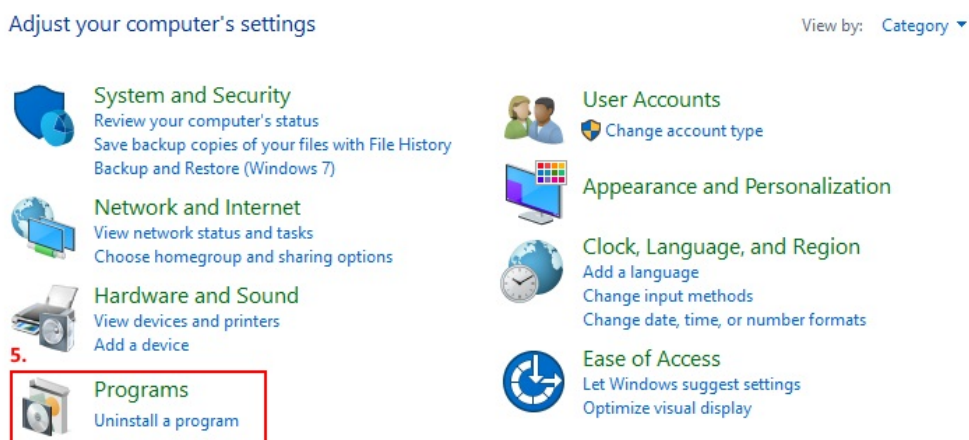 Adjust your computer's settings
View by: Category
System and Security
Review your computer's status
Save backup copies of your files with File History
Backup and Restore (Windows 7)
Network and Internet
View network status and tasks
Choose homegroup and sharing options
Hardware and Sound
View devices and printers
Add a device
5.
Programs
Uninstall a program
User Accounts
Change account type
Appearance and Personalization
Clock, Language, and Region
Add a language
Change input methods
Change date, time, or number formats
Ease of Access
Let Windows suggest settings
Optimize visual display